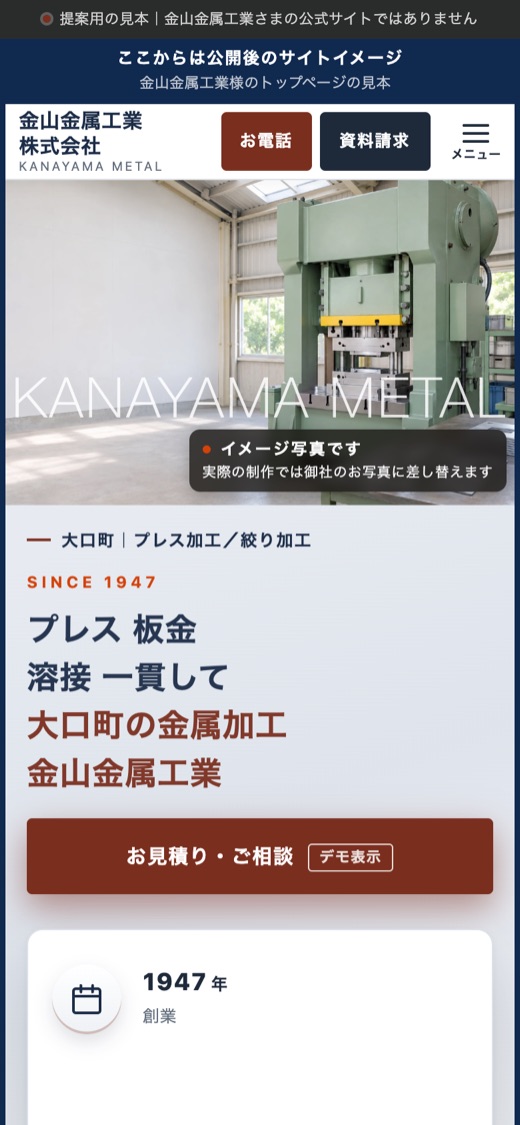 提案用の見本｜金山金属工業さまの公式サイトではありません
ここからは公開後のサイトイメージ
金山金属工業様のトップページの見本
金山金属工業
株式会社
KANAYAMA METAL
お電話
資料請求
メニュー
KANAYAMA METAL
イメージ写真です
実際の制作では御社のお写真に差し替えます
大口町｜プレス加工／絞り加工
SINCE 1947
プレス 板金
溶接 一貫して
大口町の金属加工
金山金属工業
お見積り・ご相談 デモ表示
1947 年
創業